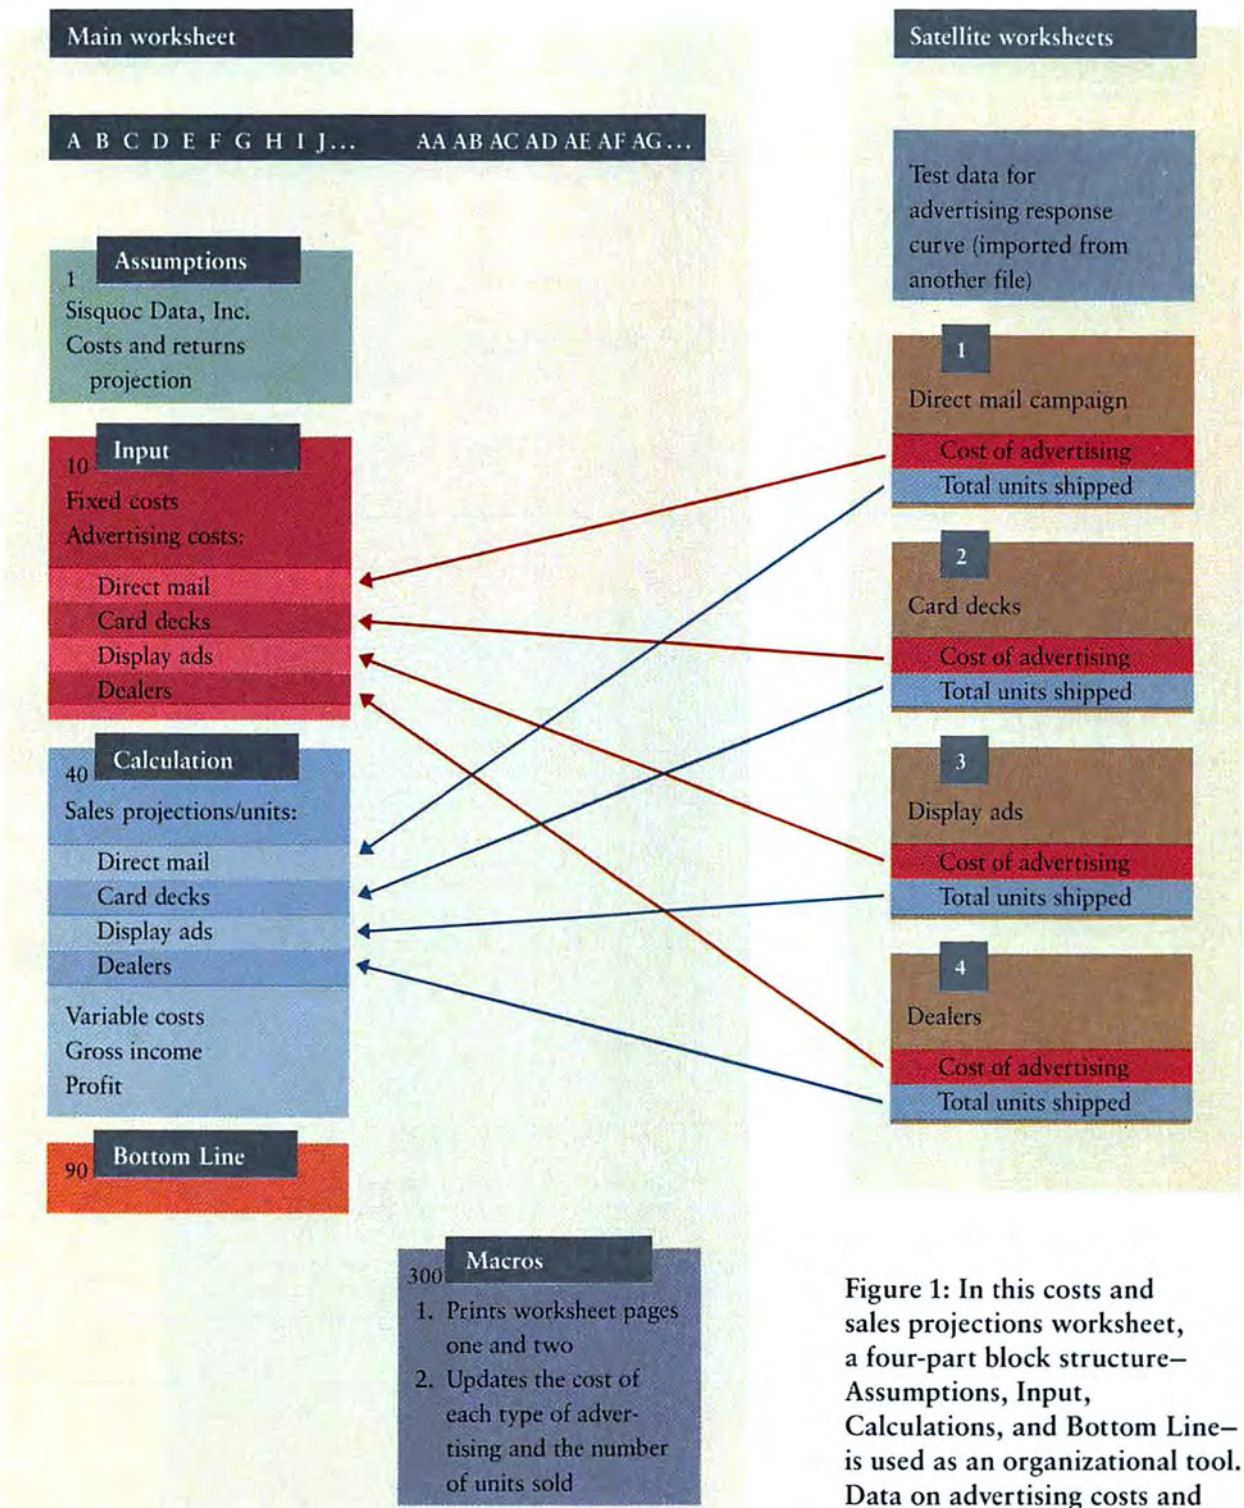 Main worksheet
A B C D E F G H I J... AA AB AC AD AE AF AG...
Assumptions
1
Sisquoc Data, Inc.
Costs and returns
projection
Input
10
Fixed costs
Advertising costs:
Direct mail
Card decks
Display ads
Dealers
Calculation
40
Sales projections/units:
Direct mail
Card decks
Display ads
Dealers
Variable costs
Gross income
Profit
Bottom Line
90
Macros
300
1. Prints worksheet pages
one and two
2. Updates the cost of
each type of adver-
tising and the number
of units sold
Satellite worksheets
Test data for
advertising response
curve (imported from
another file)
1
Direct mail campaign
Cost of advertising
Total units shipped
2
Card decks
Cost of advertising
Total units shipped
3
Display ads
Cost of advertising
Total units shipped
4
Dealers
Cost of advertising
Total units shipped
Figure 1: In this costs and
sales projections worksheet,
a four-part block structure–
Assumptions, Input,
Calculations, and Bottom Line–
is used as an organizational tool.
Data on advertising costs and